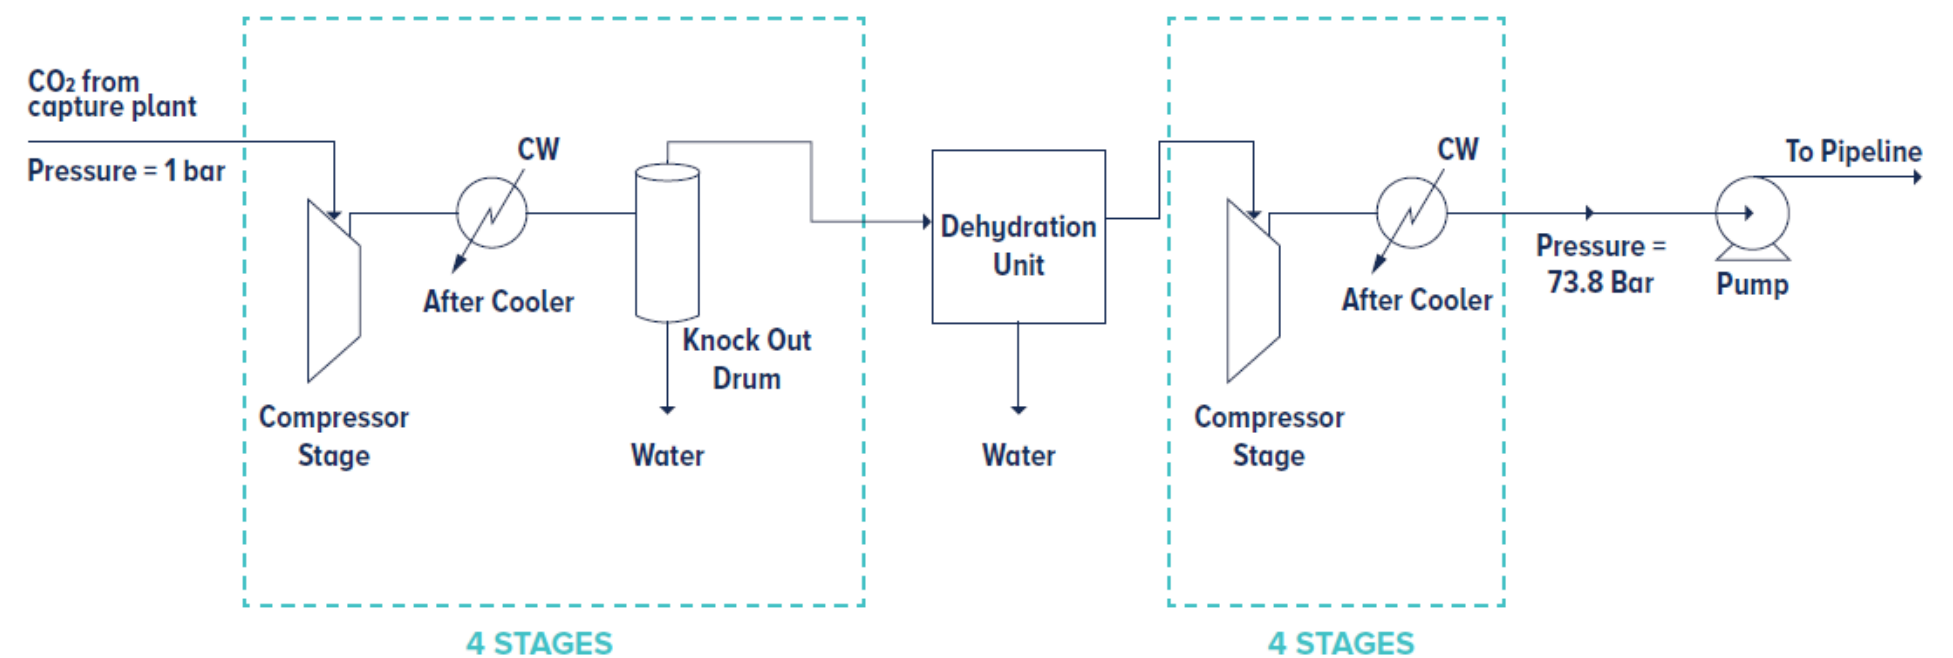 CO₂ from
capture plant
Pressure = 1 bar
CW
After Cooler
Knock Out
Drum
Compressor
Stage
Water
4 STAGES
Dehydration
Unit
Water
CW
After Cooler
Compressor
Stage
4 STAGES
Pressure =
73.8 Bar
To Pipeline
Pump